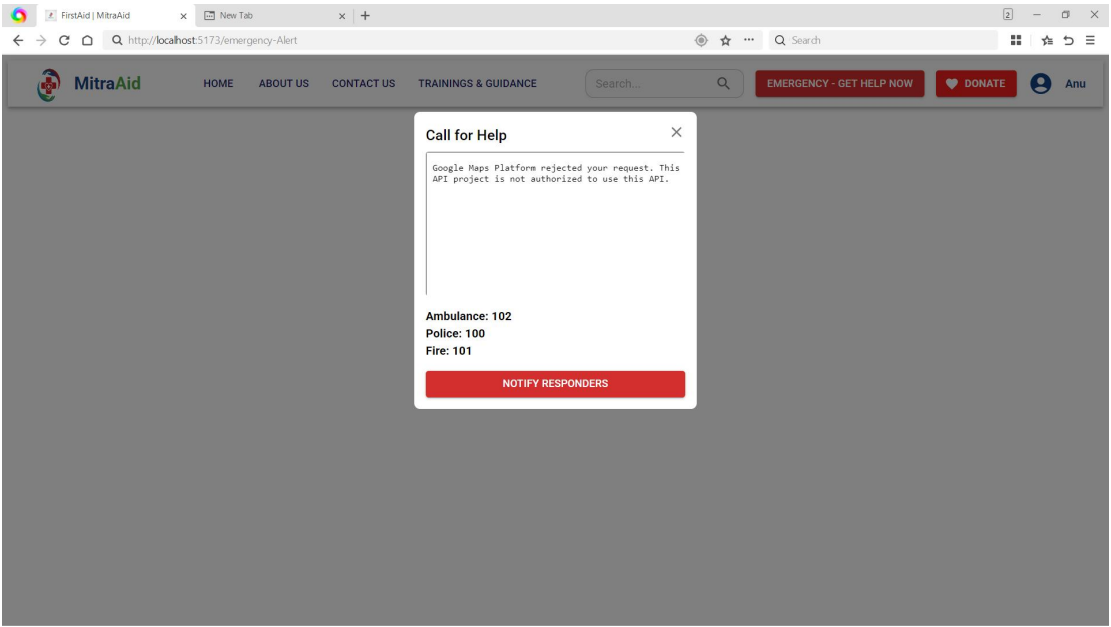 FirstAid | MitraAid
New Tab
2
http://localhost:5173/emergency-Alert
Search
MitraAid
HOME
ABOUT US
CONTACT US
TRAININGS & GUIDANCE
Search...
EMERGENCY - GET HELP NOW
DONATE
Anu
Call for Help
Google Maps Platform rejected your request. This
API project is not authorized to use this API.
Ambulance: 102
Police: 100
Fire: 101
NOTIFY RESPONDERS